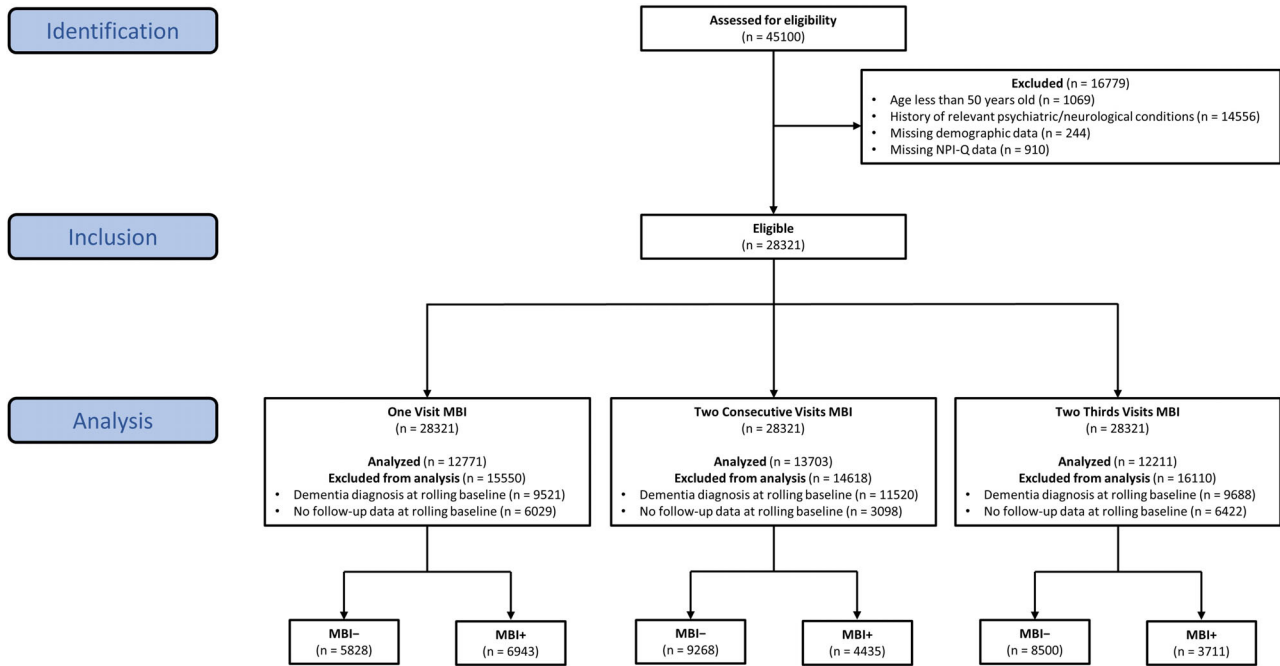 Identification
Assessed for eligibility
(n = 45100)
Excluded (n = 16779)
• Age less than 50 years old (n = 1069)
• History of relevant psychiatric/neurological conditions (n = 14556)
• Missing demographic data (n = 244)
• Missing NPI-Q data (n = 910)
Inclusion
Eligible
(n = 28321)
Analysis
One Visit MBI
(n = 28321)
Analyzed (n = 12771)
Excluded from analysis (n = 15550)
• Dementia diagnosis at rolling baseline (n = 9521)
• No follow-up data at rolling baseline (n = 6029)
Two Consecutive Visits MBI
(n = 28321)
Analyzed (n = 13703)
Excluded from analysis (n = 14618)
• Dementia diagnosis at rolling baseline (n = 11520)
• No follow-up data at rolling baseline (n = 3098)
Two Thirds Visits MBI
(n = 28321)
Analyzed (n = 12211)
Excluded from analysis (n = 16110)
• Dementia diagnosis at rolling baseline (n = 9688)
• No follow-up data at rolling baseline (n = 6422)
MBI−
(n = 5828)
MBI+
(n = 6943)
MBI−
(n = 9268)
MBI+
(n = 4435)
MBI−
(n = 8500)
MBI+
(n = 3711)